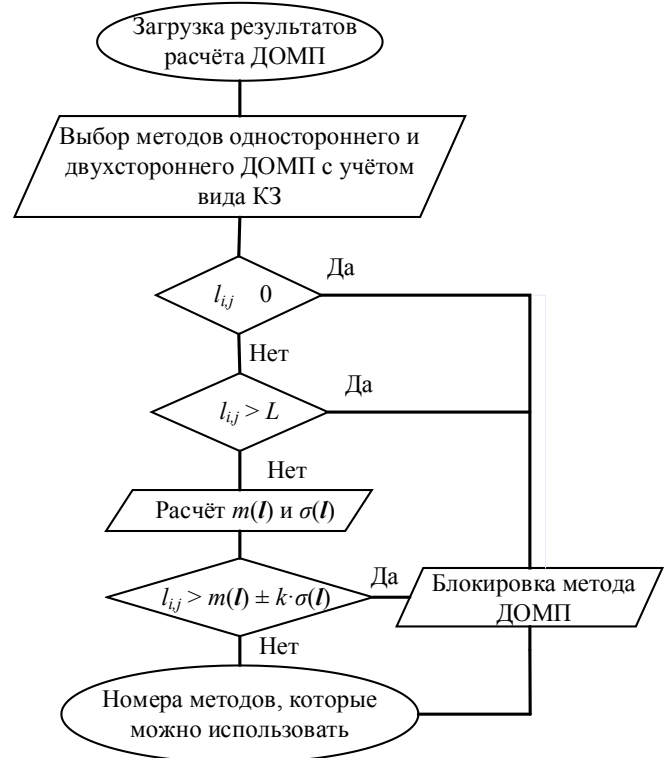 Загрузка результатов
расчёта ДОМП
Выбор методов одностороннего и
двухстороннего ДОМП с учётом
вида КЗ
Да
l_{i,j} 0
Нет
Да
l_{i,j} > L
Нет
Расчёт m(l) и σ(l)
Да
l_{i,j} > m(l) ± k·σ(l)
Блокировка метода
ДОМП
Нет
Номера методов, которые
можно использовать